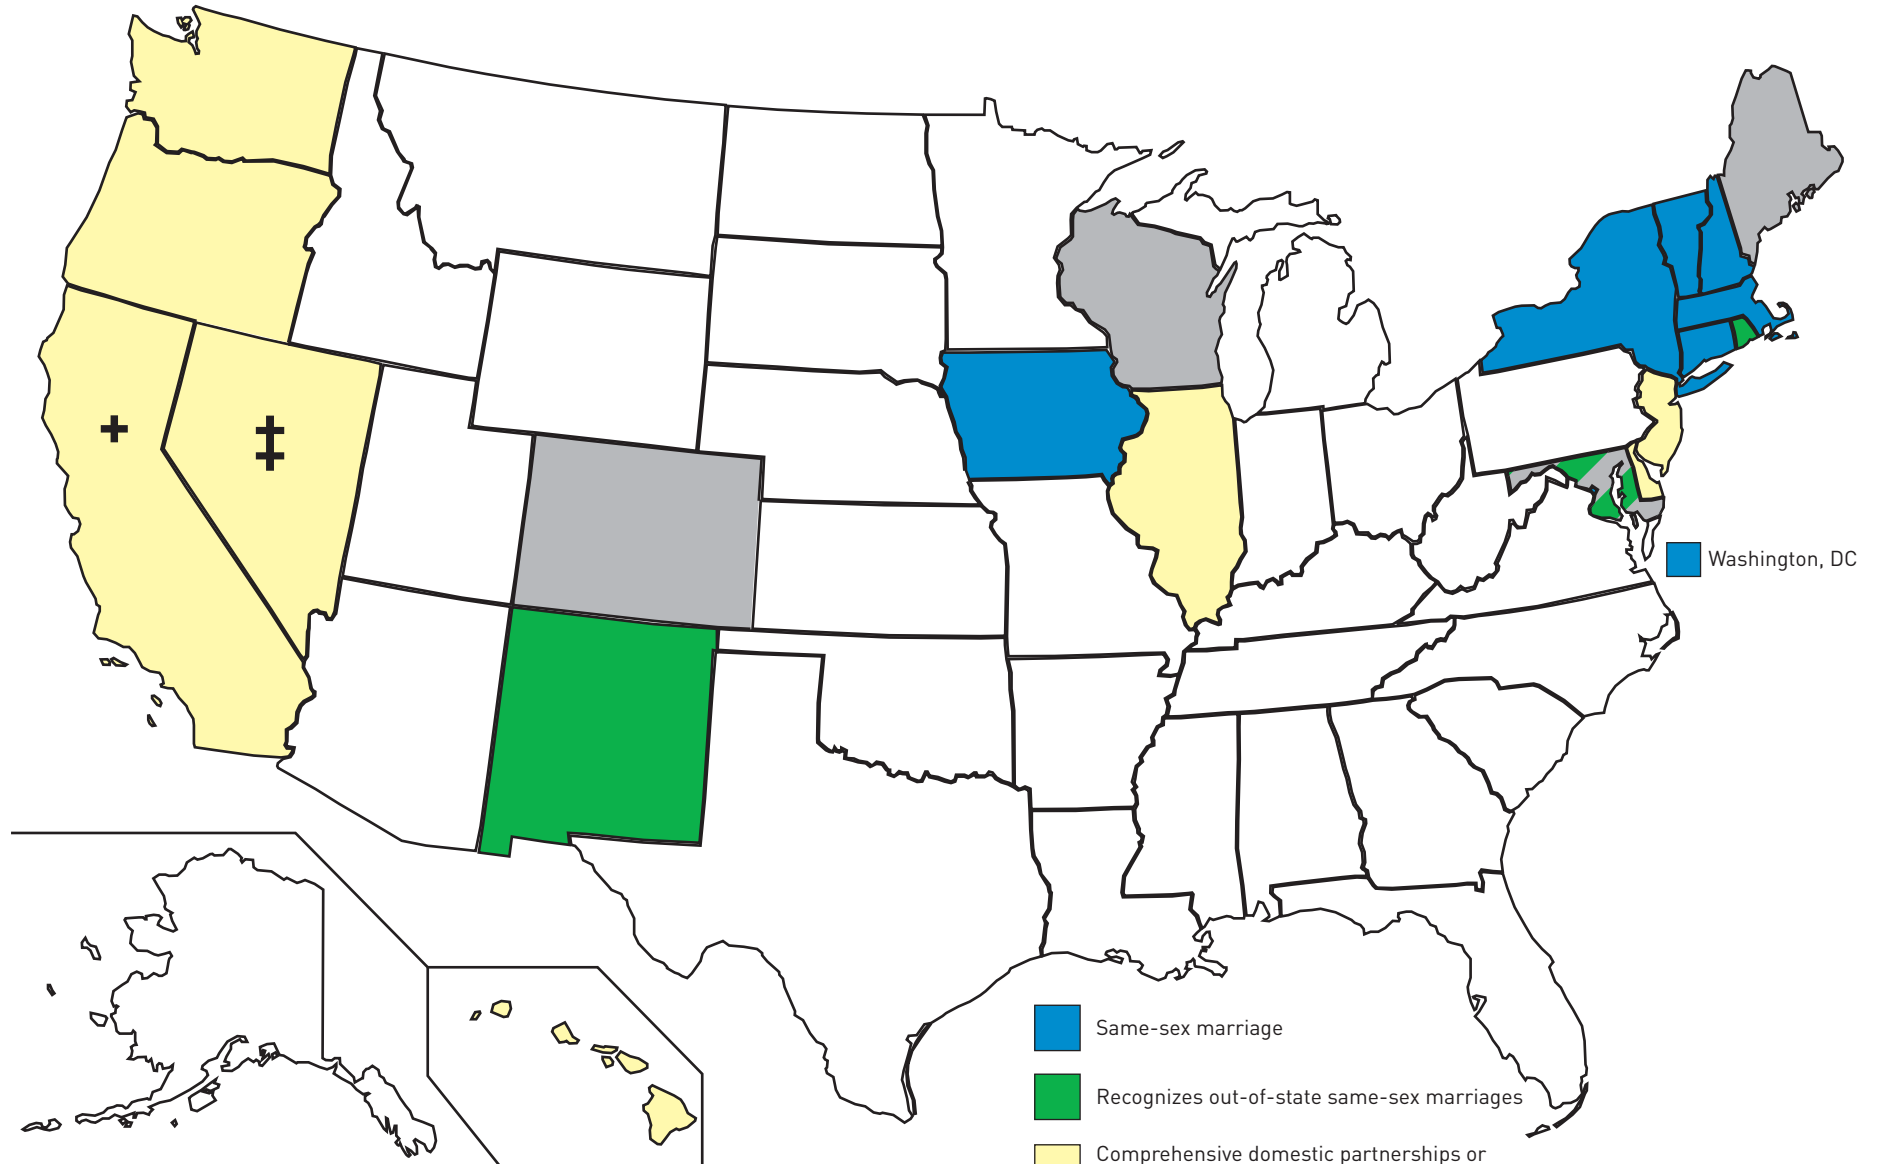 ‡
+
Washington, DC
Same-sex marriage
Recognizes out-of-state same-sex marriages
Comprehensive domestic partnerships or